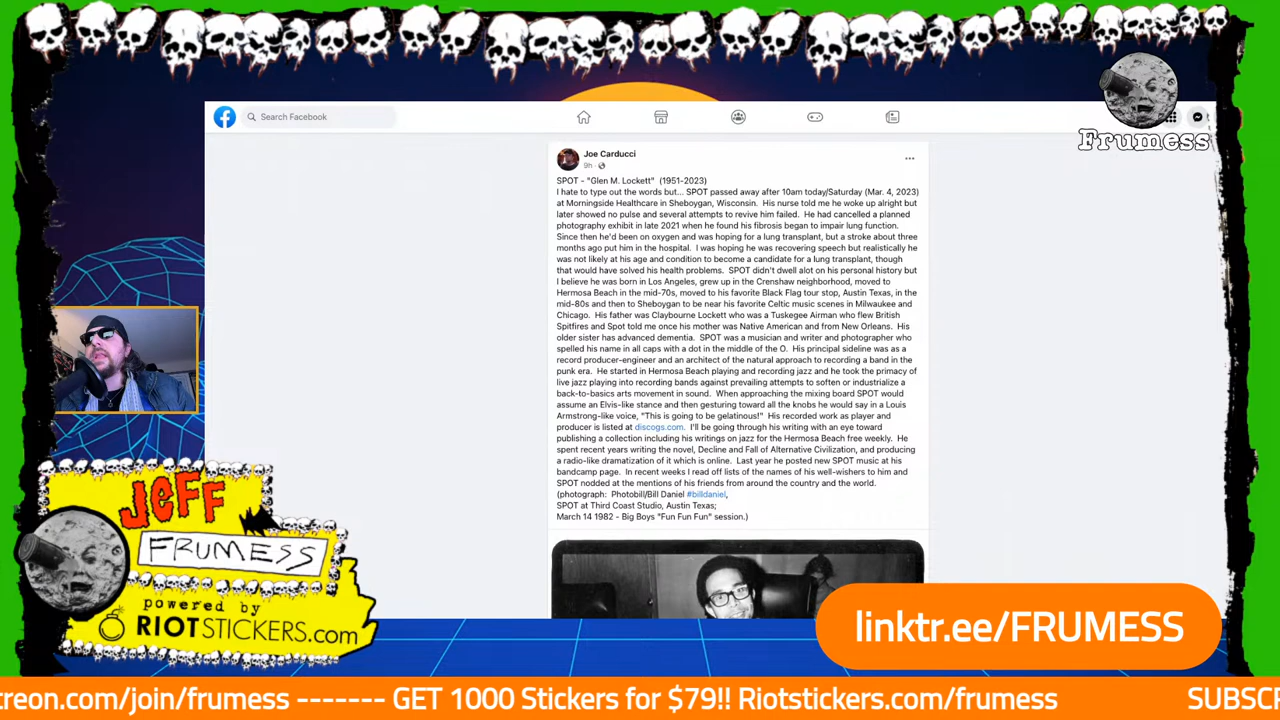 Frumess
Search Facebook
Joe Carducci
9h
SPOT - "Glen M. Lockett" (1951-2023)
I hate to type out the words but... SPOT passed away after 10am today/Saturday (Mar. 4, 2023)
at Morningside Healthcare in Sheboygan, Wisconsin. His nurse told me he woke up alright but
later showed no pulse and several attempts to revive him failed. He had cancelled a planned
photography exhibit in late 2021 when he found his fibrosis began to impair lung function.
Since then he'd been on oxygen and was hoping for a lung transplant, but a stroke about three
months ago put him in the hospital. I was hoping he was recovering speech but realistically he
was not likely at his age and condition to become a candidate for a lung transplant, though
that would have solved his health problems. SPOT didn't dwell alot on his personal history but
I believe he was born in Los Angeles, grew up in the Crenshaw neighborhood, moved to
Hermosa Beach in the mid-70s, moved to his favorite Black Flag tour stop, Austin Texas, in the
mid-80s and then to Sheboygan to be near his favorite Celtic music scenes in Milwaukee and
Chicago. His father was Claybourne Lockett who was a Tuskegee Airman who flew British
Spitfires and Spot told me once his mother was Native American and from New Orleans. His
older sister has advanced dementia. SPOT was a musician and writer and photographer who
spelled his name in all caps with a dot in the middle of the O. His principal sideline was as a
record producer-engineer and an architect of the natural approach to recording a band in the
punk era. He started in Hermosa Beach playing and recording jazz and he took the primacy of
live jazz playing into recording bands against prevailing attempts to soften or industrialize a
back-to-basics arts movement in sound. When approaching the mixing board SPOT would
assume an Elvis-like stance and then gesturing toward all the knobs he would say in a Louis
Armstrong-like voice, "This is going to be gelatinous!" His recorded work as player and
producer is listed at discogs.com. I'll be going through his writing with an eye toward
publishing a collection including his writings on jazz for the Hermosa Beach free weekly. He
spent recent years writing the novel, Decline and Fall of Alternative Civilization, and producing
a radio-like dramatization of it which is online. Last year he posted new SPOT music at his
bandcamp page. In recent weeks I read off lists of the names of his well-wishers to him and
SPOT nodded at the mentions of his friends from around the country and the world.
(photograph: Photobill/Bill Daniel #billdaniel,
SPOT at Third Coast Studio, Austin Texas;
March 14 1982 - Big Boys "Fun Fun Fun" session.)
JEFF
FRUMESS
powered by
RIOTSTICKERS.com
linktr.ee/FRUMESS
treon.com/join/frumess ------- GET 1000 Stickers for $79!! Riotstickers.com/frumess SUBSC